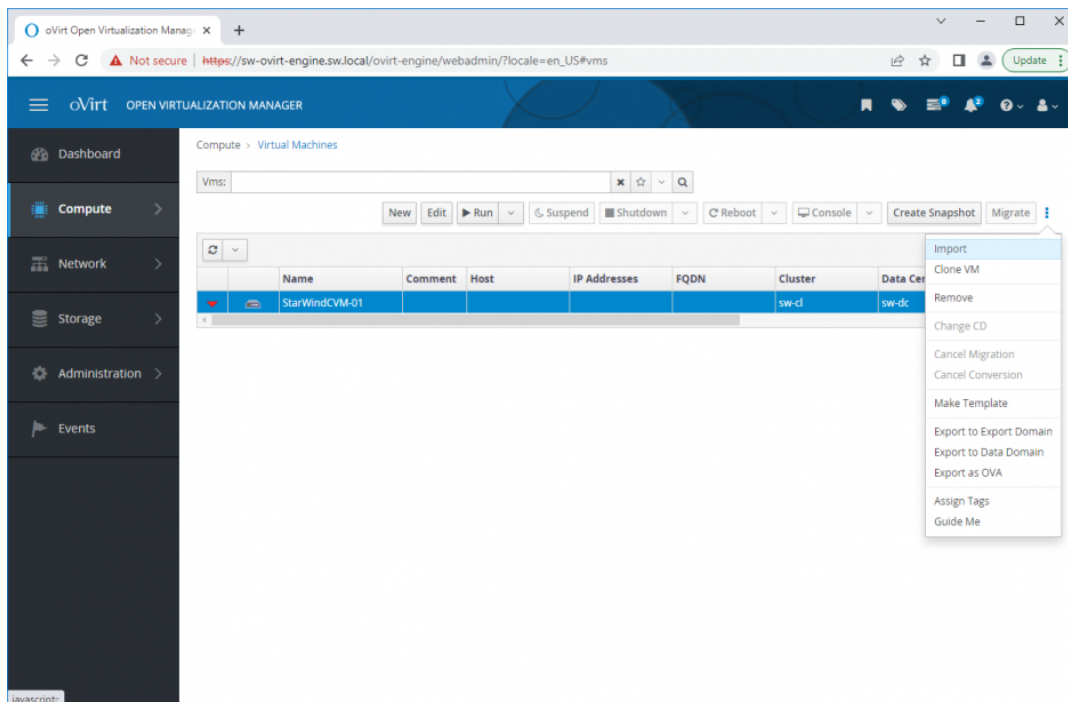 oVirt Open Virtualization Manag
Not secure https://sw-ovirt-engine.sw.local/ovirt-engine/webadmin/?locale=en_US#vms Update
oVirt OPEN VIRTUALIZATION MANAGER 0 2
Dashboard
Compute
Network
Storage
Administration
Events
Compute > Virtual Machines
Vms:
New Edit Run Suspend Shutdown Reboot Console Create Snapshot Migrate
Name Comment Host IP Addresses FQDN Cluster Data Cen
StarWindCVM-01 sw-cl sw-dc
Import
Clone VM
Remove
Change CD
Cancel Migration
Cancel Conversion
Make Template
Export to Export Domain
Export to Data Domain
Export as OVA
Assign Tags
Guide Me
javascript: